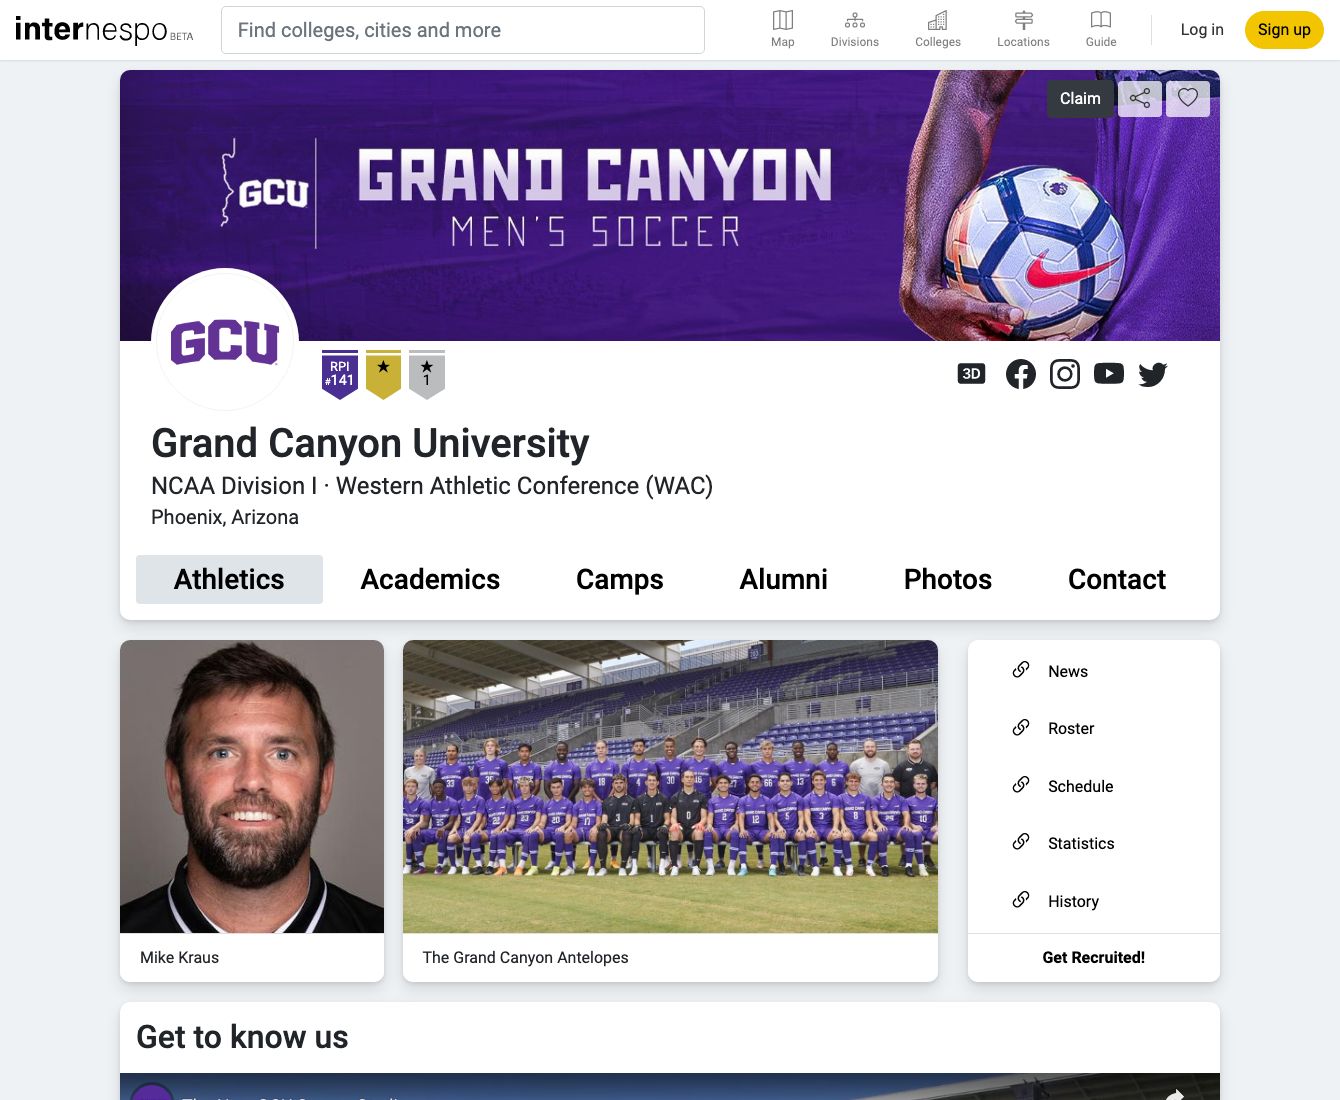 internespo BETA
Find colleges, cities and more
Map
Divisions
Colleges
Locations
Guide
Log in
Sign up
Claim
GCU
GRAND CANYON
MEN'S SOCCER
GCU
RPI
#141
1
3D
Grand Canyon University
NCAA Division I · Western Athletic Conference (WAC)
Phoenix, Arizona
Athletics
Academics
Camps
Alumni
Photos
Contact
News
Roster
Schedule
Statistics
History
Mike Kraus
The Grand Canyon Antelopes
Get Recruited!
Get to know us